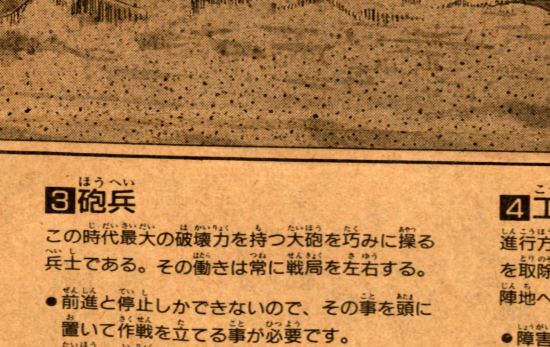 3 砲兵
この時代最大の破壊力を持つ大砲を巧みに操る
兵士である。その働きは常に戦局を左右する。
●前進と停止しかできないので、その事を頭に
置いて作戦を立てる事が必要です。
4 工
進行方
を取除
陣地へ
●障害